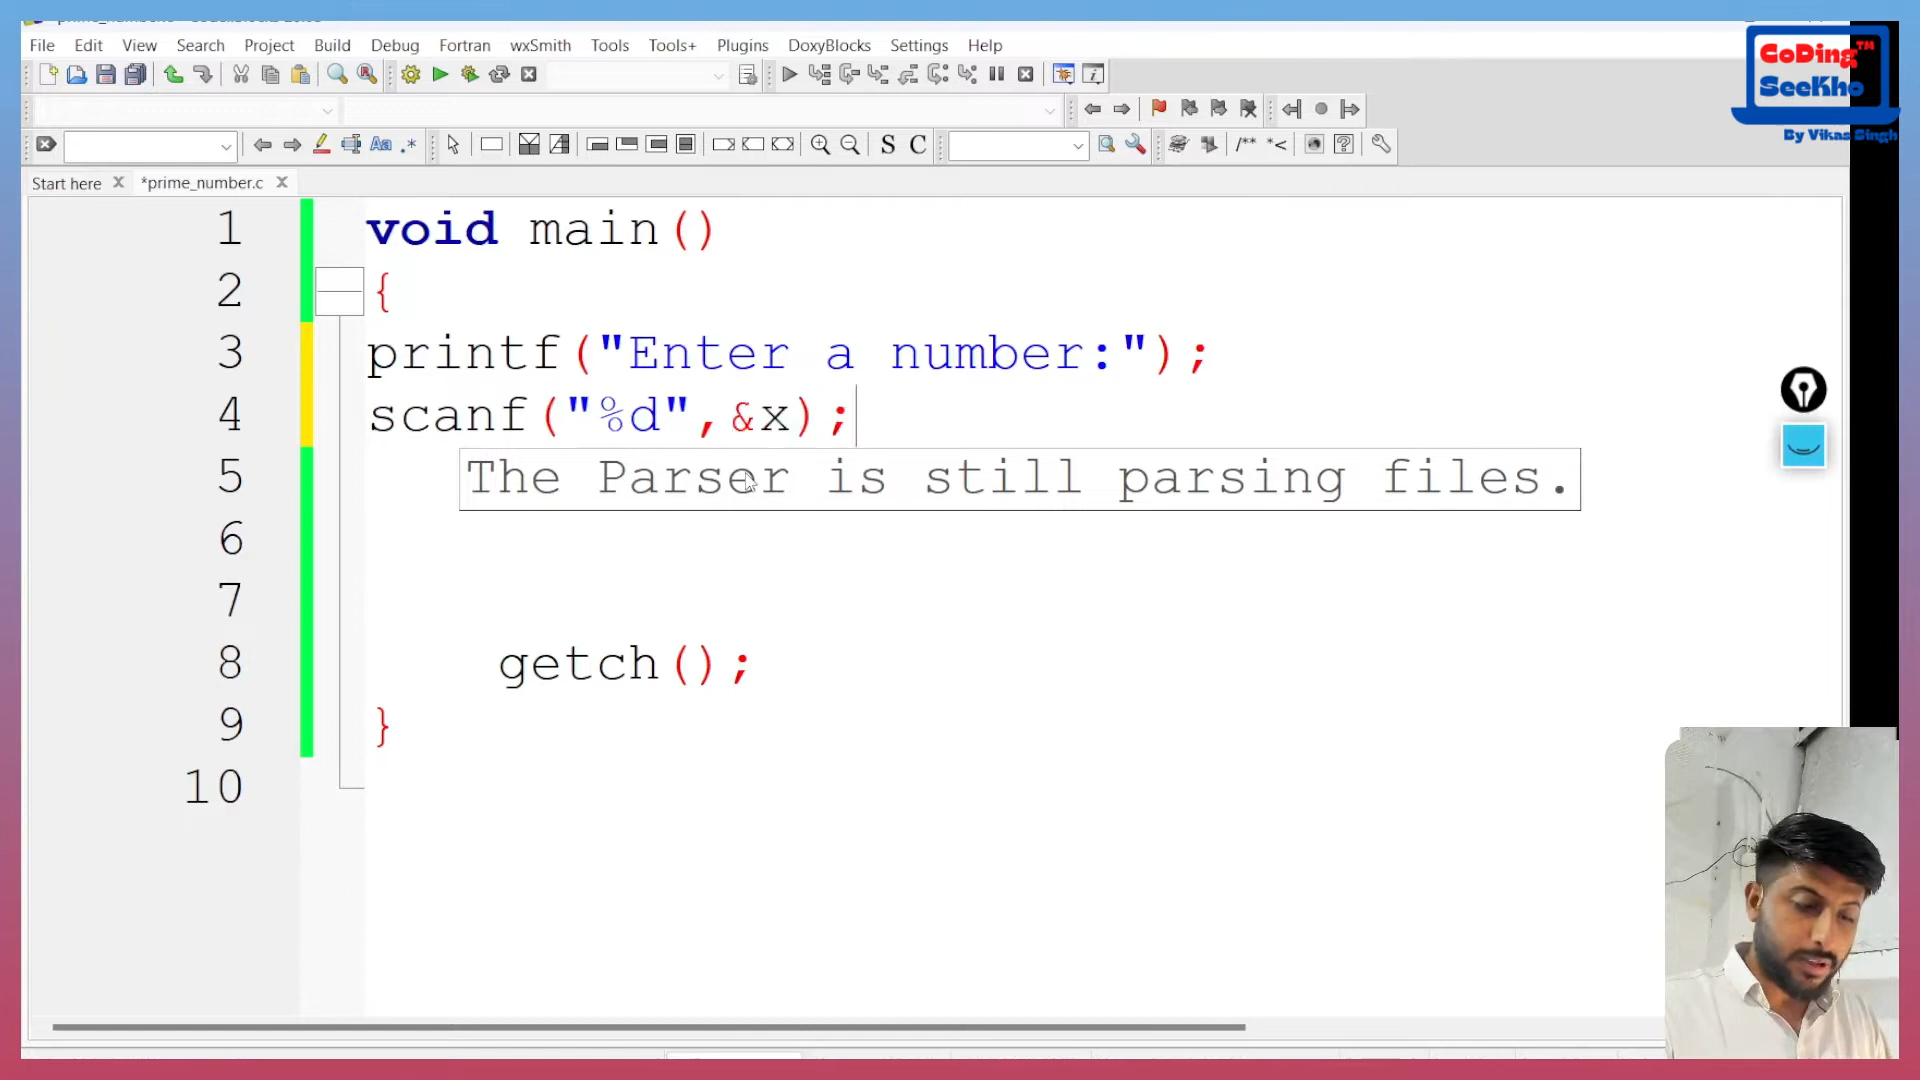 File Edit View Search Project Build Debug Fortran wxSmith Tools Tools+ Plugins DoxyBlocks Settings Help
CoDing™
SeeKho
By Vikas Singh
Aa .*
S C
/** *<
Start here *prime_number.c
1 void main()
2 {
3 printf("Enter a number:");
4 scanf("%d",&x);
5
The Parser is still parsing files.
6
7
8 getch();
9 }
10